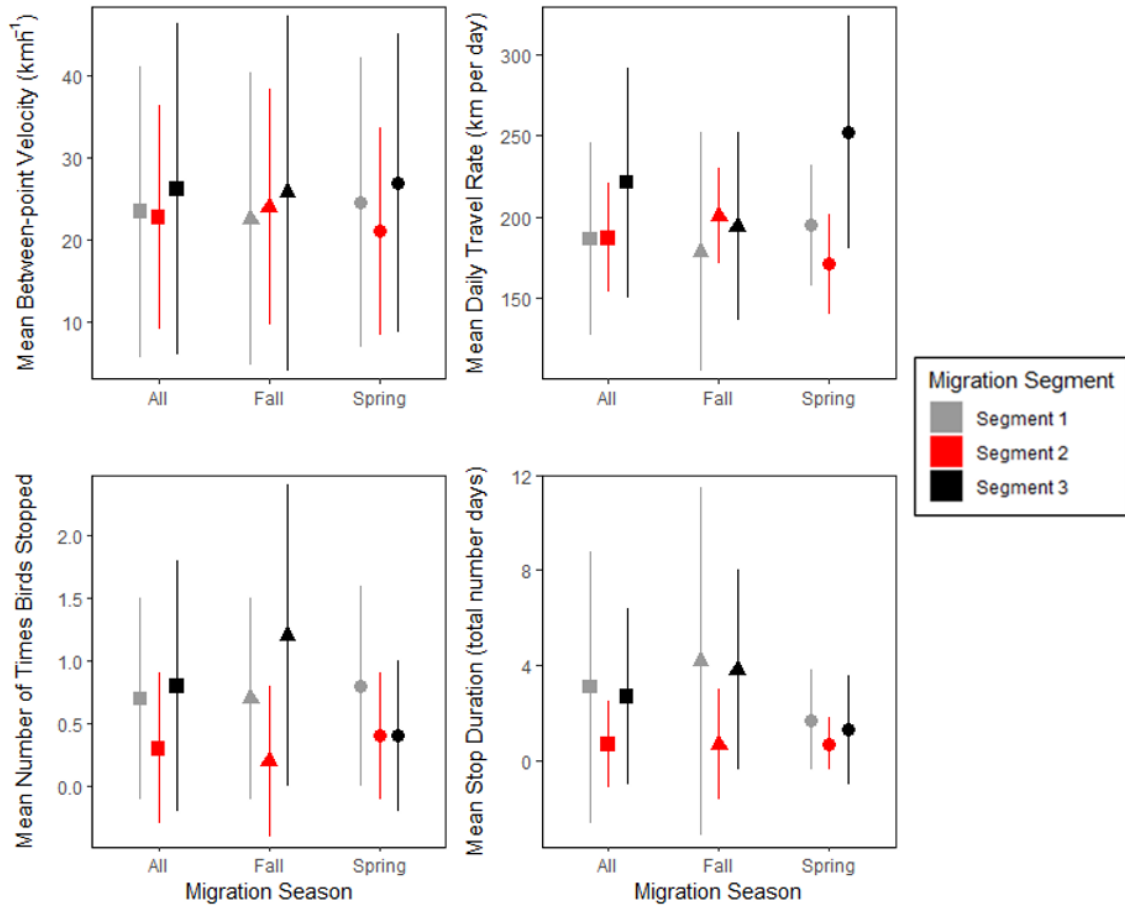 Mean Between-point Velocity (kmh⁻¹)
40
30
20
10
All
Fall
Spring
Mean Daily Travel Rate (km per day)
300
250
200
150
All
Fall
Spring
Migration Segment
Segment 1
Segment 2
Segment 3
Mean Number of Times Birds Stopped
2.0
1.5
1.0
0.5
0.0
All
Fall
Spring
Migration Season
Mean Stop Duration (total number days)
12
8
4
0
All
Fall
Spring
Migration Season